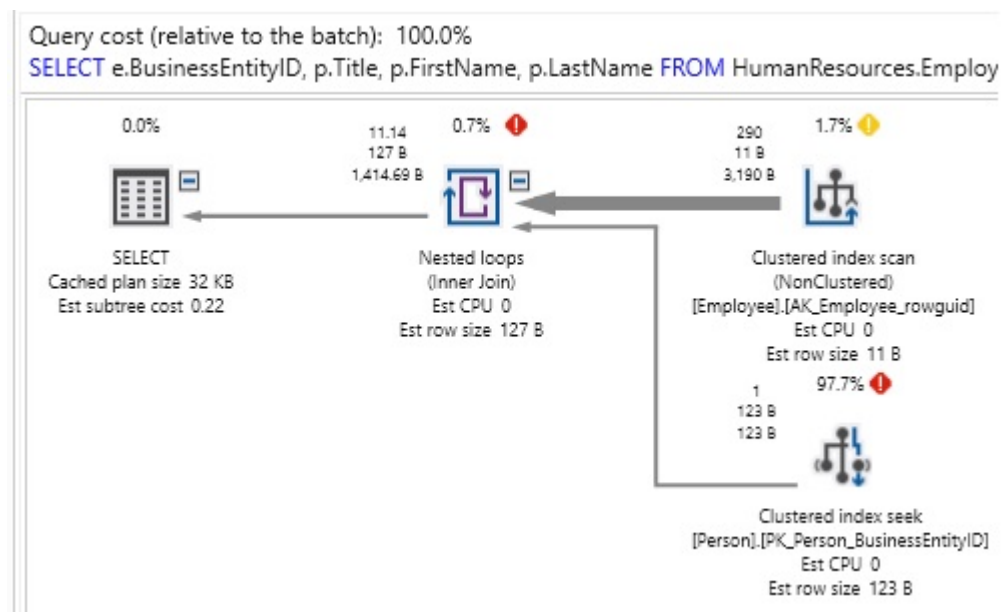 Query cost (relative to the batch): 100.0%
SELECT e.BusinessEntityID, p.Title, p.FirstName, p.LastName FROM HumanResources.Employ
0.0%
SELECT
Cached plan size 32 KB
Est subtree cost 0.22
11.14
127 B
1,414.69 B
0.7%
Nested loops
(Inner Join)
Est CPU 0
Est row size 127 B
290
11 B
3,190 B
1.7%
Clustered index scan
(NonClustered)
[Employee].[AK_Employee_rowguid]
Est CPU 0
Est row size 11 B
1
123 B
123 B
97.7%
Clustered index seek
[Person].[PK_Person_BusinessEntityID]
Est CPU 0
Est row size 123 B